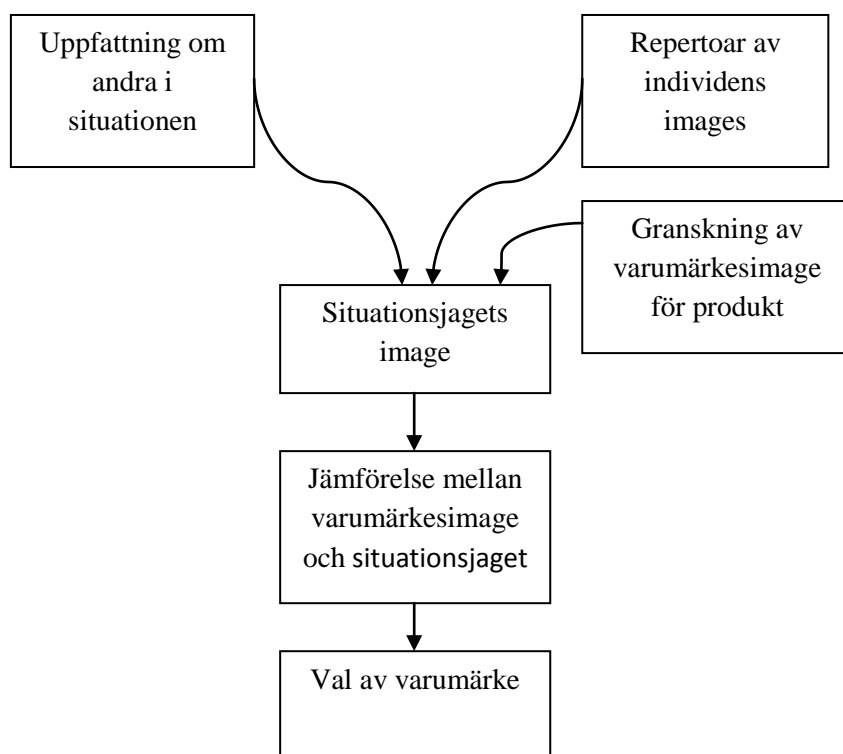 Uppfattning om
andra i
situationen
Repertoar av
individens
images
Granskning av
varumärkesimage
för produkt
Situationsjagets
image
Jämförelse mellan
varumärkesimage
och situationsjaget
Val av varumärke